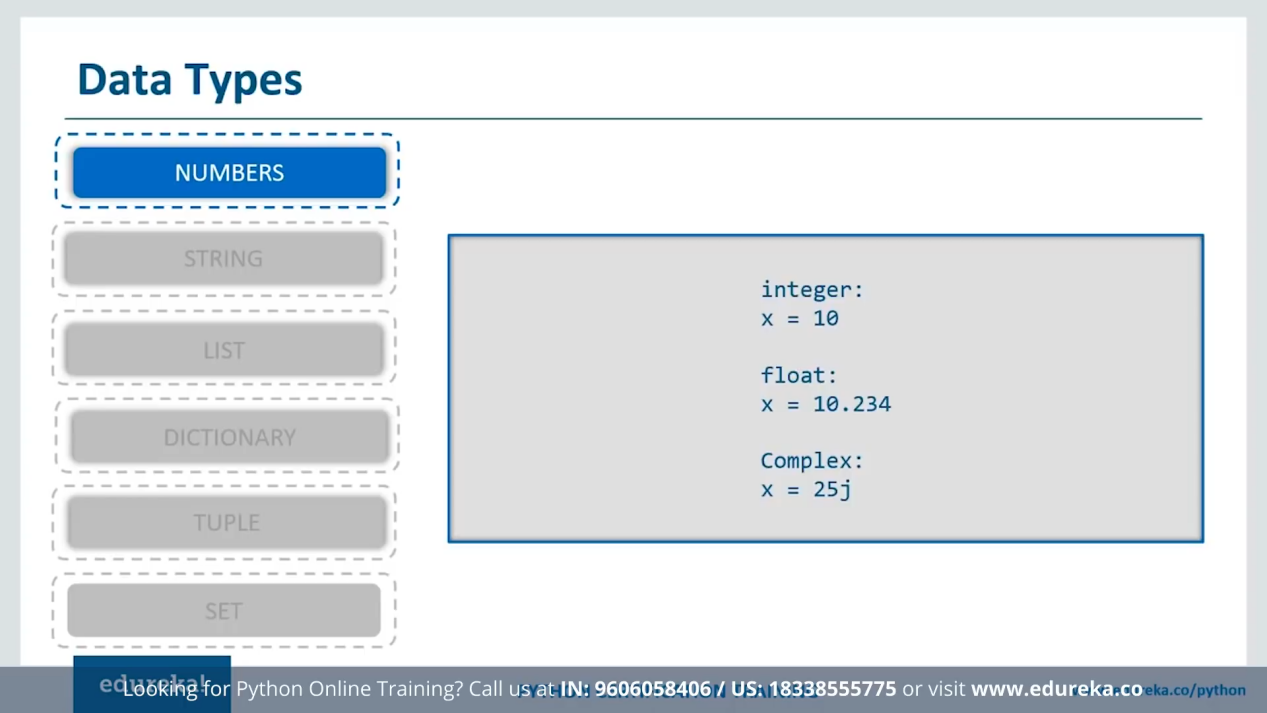 Data Types
NUMBERS
STRING
LIST
DICTIONARY
TUPLE
SET
integer:
x = 10
float:
x = 10.234
Complex:
x = 25j
edureka!
Looking for Python Online Training? Call us at IN: 9606058406 / US: 18338555775 or visit www.edureka.co